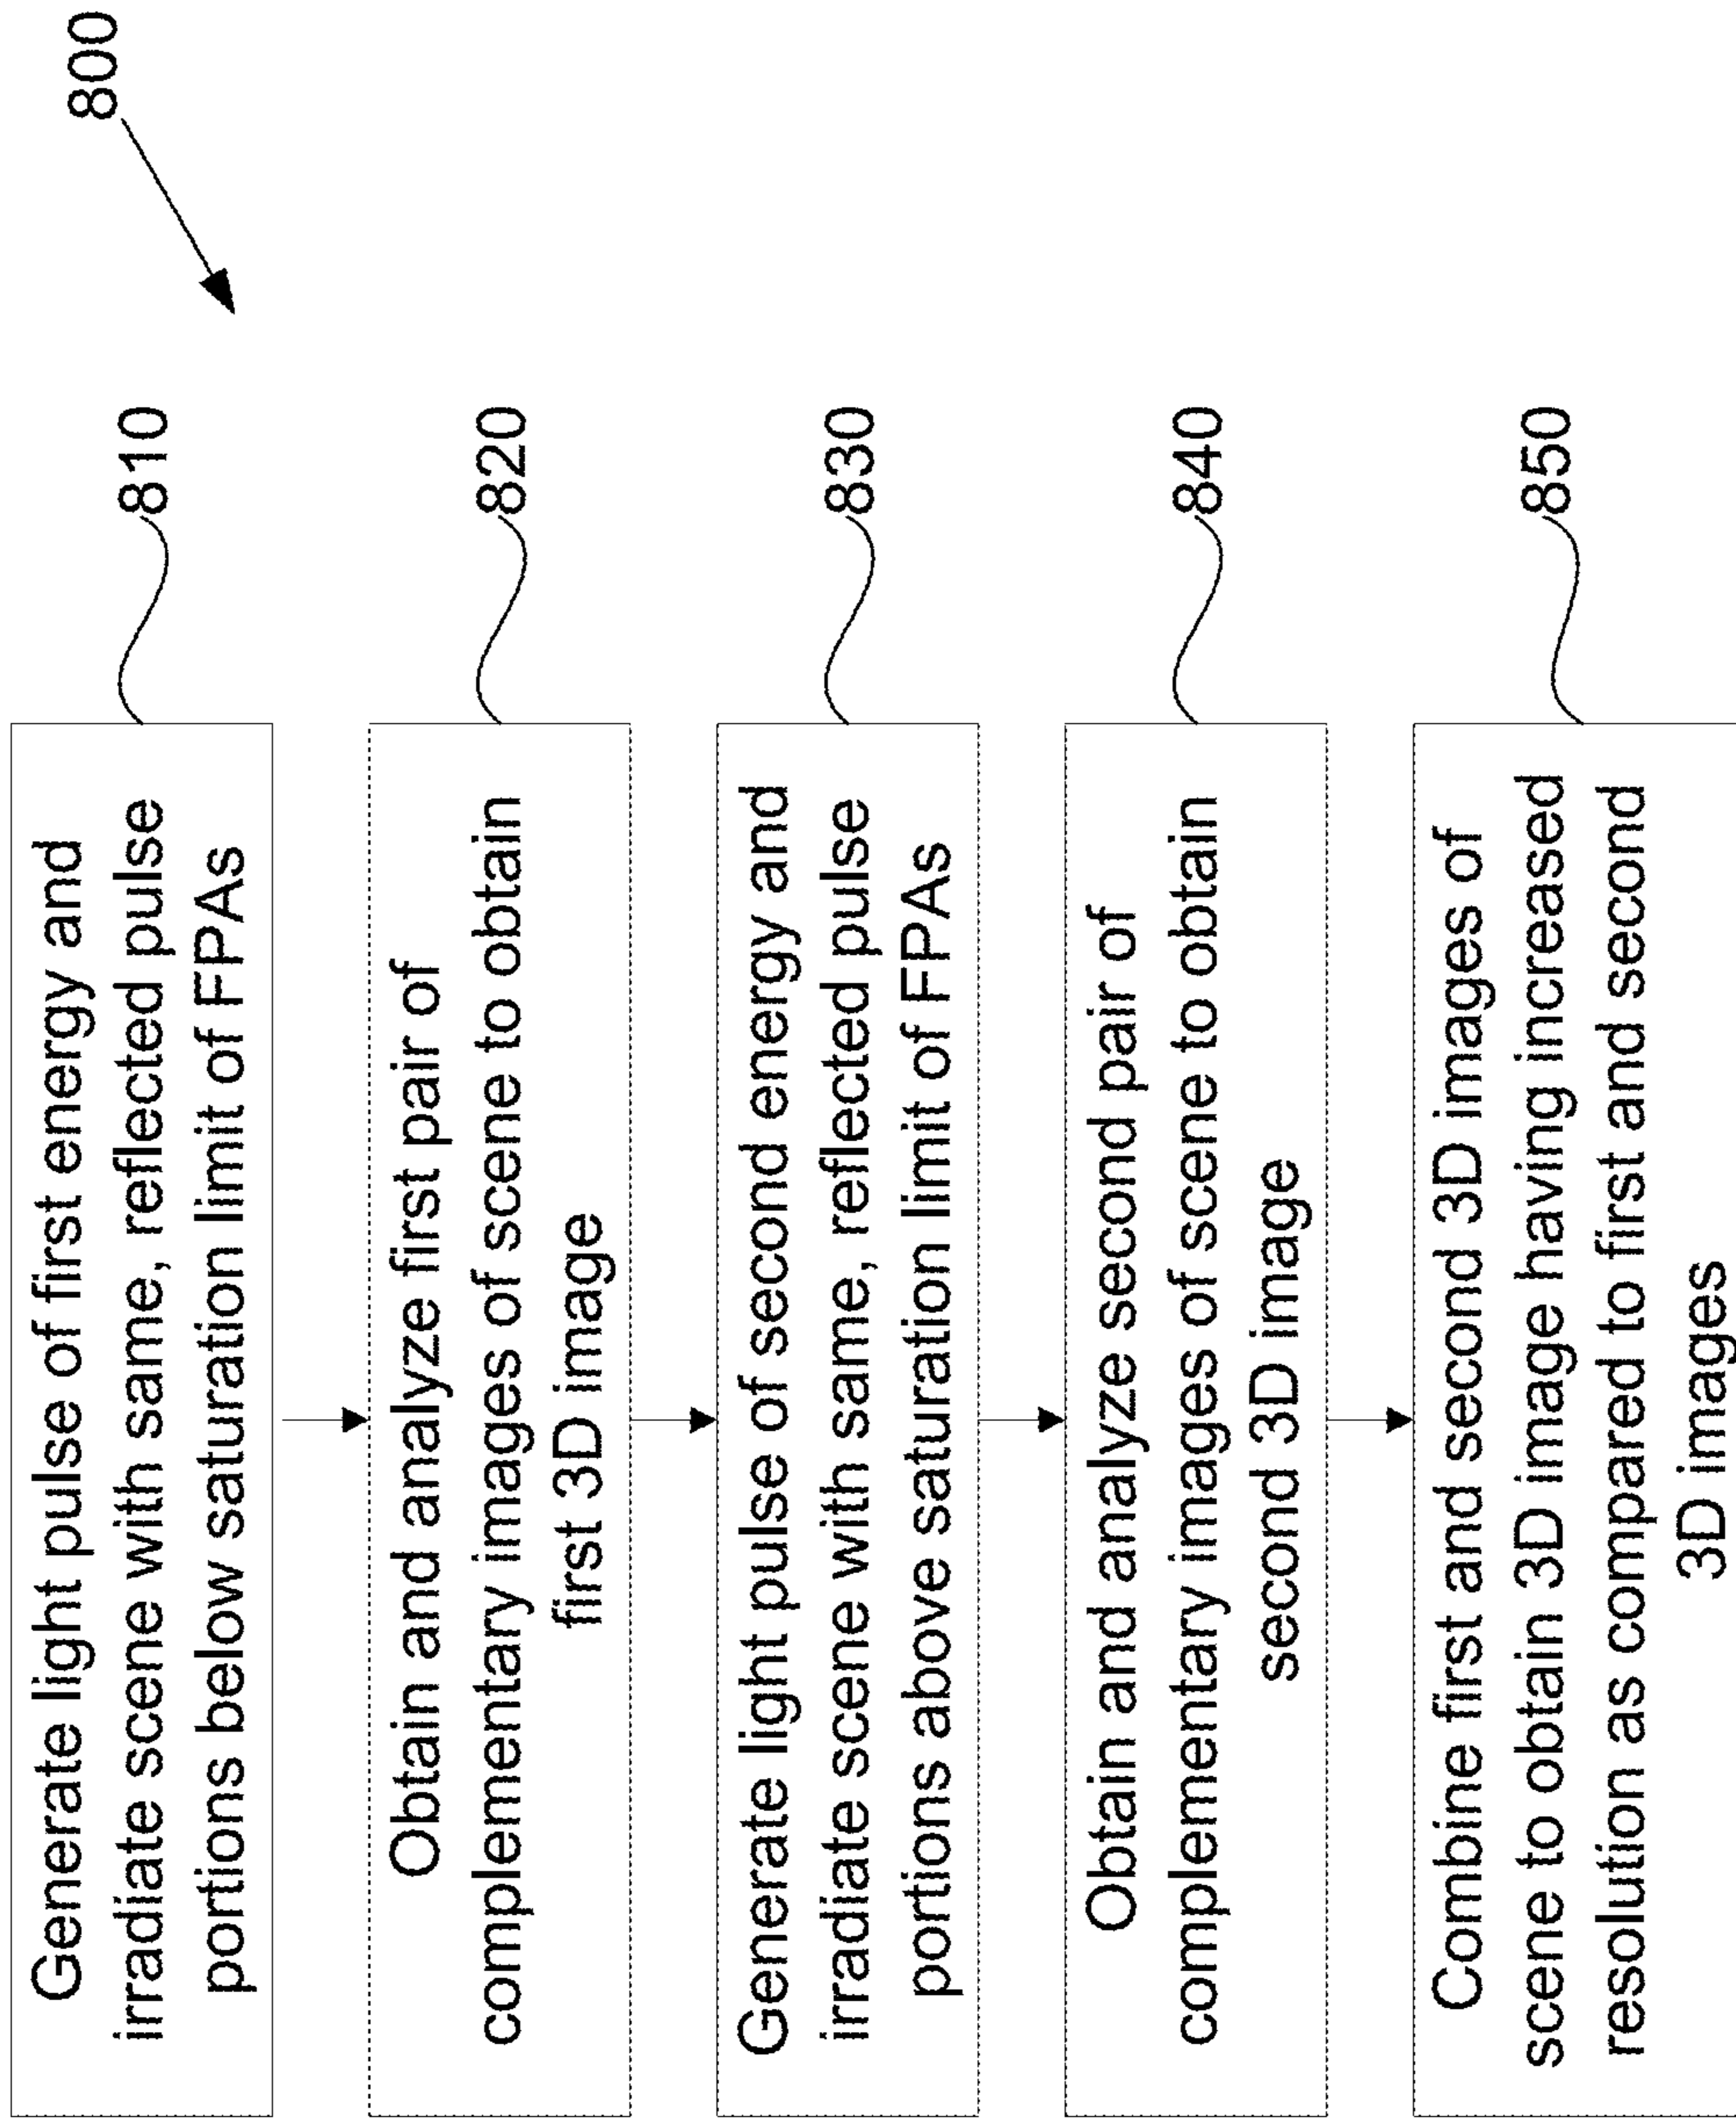 800
Generate light pulse of first energy and
irradiate scene with same, reflected pulse
portions below saturation limit of FPAs
810
Obtain and analyze first pair of
complementary images of scene to obtain
first 3D image
820
Generate light pulse of second energy and
irradiate scene with same, reflected pulse
portions above saturation limit of FPAs
830
Obtain and analyze second pair of
complementary images of scene to obtain
second 3D image
840
Combine first and second 3D images of
scene to obtain 3D image having increased
resolution as compared to first and second
3D images
850